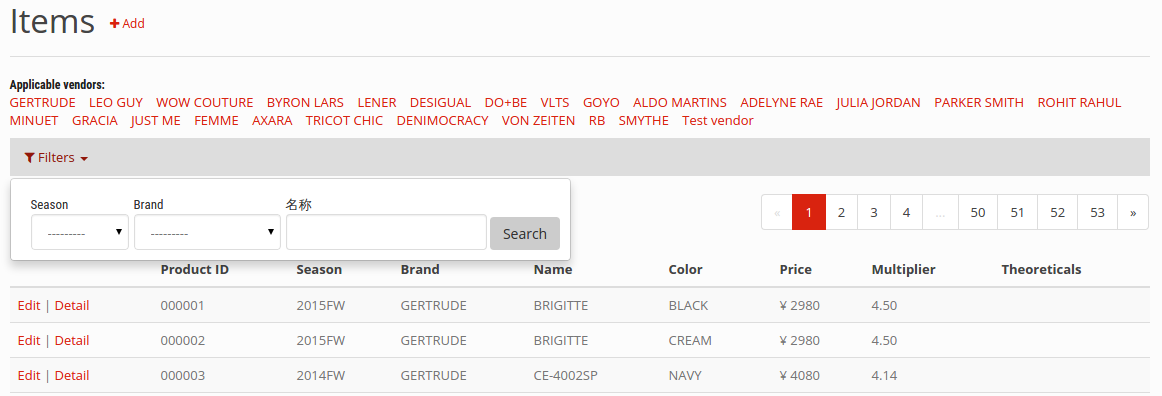 Items + Add
Applicable vendors:
GERTRUDE LEO GUY WOW COUTURE BYRON LARS LENER DESIGUAL DO+BE VLTS GOYO ALDO MARTINS ADELYNE RAE JULIA JORDAN PARKER SMITH ROHIT RAHUL
MINUET GRACIA JUST ME FEMME AXARA TRICOT CHIC DENIMOCRACY VON ZEITEN RB SMYTHE Test vendor
Filters
Season Brand 名称
--------- --------- Search
« 1 2 3 4 ... 50 51 52 53 »
Product ID Season Brand Name Color Price Multiplier Theoreticals
Edit | Detail 000001 2015FW GERTRUDE BRIGITTE BLACK ¥ 2980 4.50
Edit | Detail 000002 2015FW GERTRUDE BRIGITTE CREAM ¥ 2980 4.50
Edit | Detail 000003 2014FW GERTRUDE CE-4002SP NAVY ¥ 4080 4.14